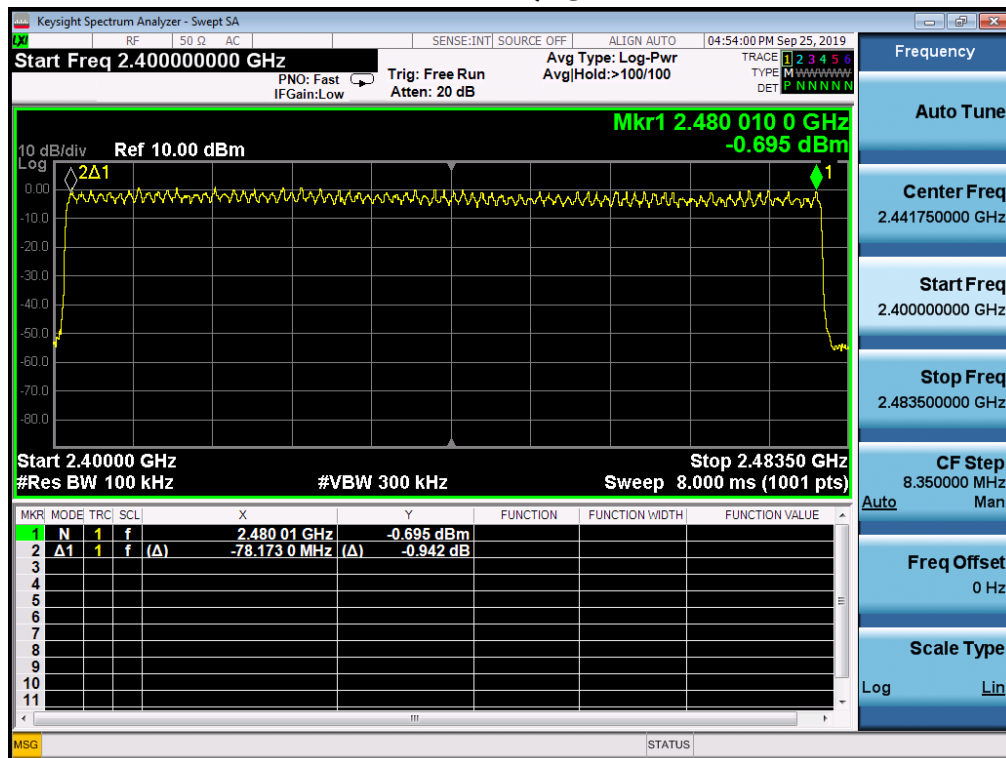 Keysight Spectrum Analyzer - Swept SA
LXI RF 50 Ω AC SENSE:INT SOURCE OFF ALIGN AUTO 04:54:00 PM Sep 25, 2019
Start Freq 2.400000000 GHz
PNO: Fast
IFGain:Low
Trig: Free Run
Atten: 20 dB
Avg Type: Log-Pwr
Avg|Hold:>100/100
TRACE 1 2 3 4 5 6
TYPE M WWWWW
DET P N N N N N
Mkr1 2.480 010 0 GHz
-0.695 dBm
10 dB/div Ref 10.00 dBm
Log
2Δ1
1
0.00
-10.0
-20.0
-30.0
-40.0
-50.0
-60.0
-70.0
-80.0
Start 2.40000 GHz Stop 2.48350 GHz
#Res BW 100 kHz #VBW 300 kHz Sweep 8.000 ms (1001 pts)
MKR MODE TRC SCL X Y FUNCTION FUNCTION WIDTH FUNCTION VALUE
1 N 1 f 2.480 01 GHz -0.695 dBm
2 Δ1 1 f (Δ) -78.173 0 MHz (Δ) -0.942 dB
3
4
5
6
7
8
9
10
11
MSG STATUS
Frequency
Auto Tune
Center Freq
2.441750000 GHz
Start Freq
2.400000000 GHz
Stop Freq
2.483500000 GHz
CF Step
8.350000 MHz
Auto Man
Freq Offset
0 Hz
Scale Type
Log Lin